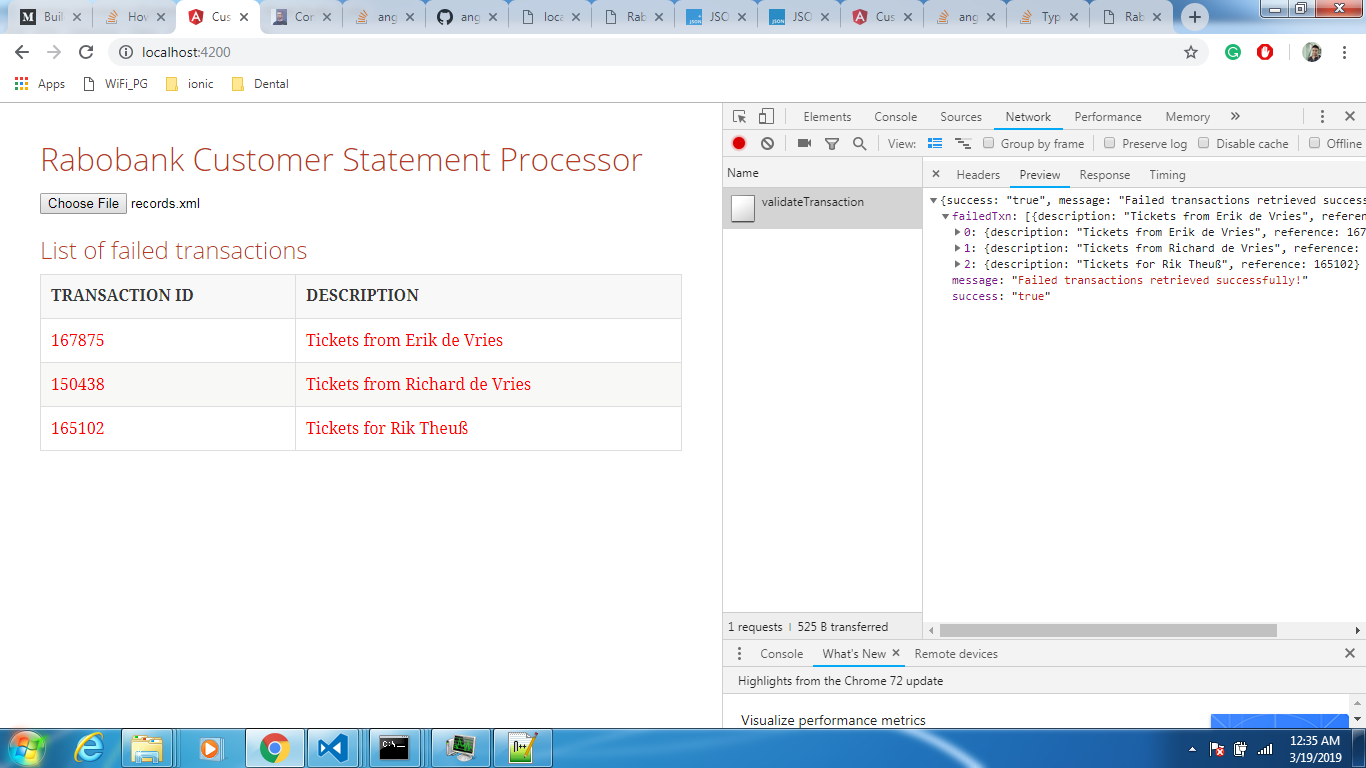 Buil
How
Cus
Cor
ang
ang
loca
Rab
JSO
JSO
Cus
ang
Typ
Rab
localhost:4200
Apps
WiFi_PG
ionic
Dental
Rabobank Customer Statement Processor
Choose File records.xml
List of failed transactions
TRANSACTION ID DESCRIPTION
167875 Tickets from Erik de Vries
150438 Tickets from Richard de Vries
165102 Tickets for Rik Theuß
Elements Console Sources Network Performance Memory »
View: Group by frame Preserve log Disable cache Offline
Name
validateTransaction
1 requests 525 B transferred
× Headers Preview Response Timing
{success: "true", message: "Failed transactions retrieved success
failedTxn: [{description: "Tickets from Erik de Vries", referen
0: {description: "Tickets from Erik de Vries", reference: 167
1: {description: "Tickets from Richard de Vries", reference:
2: {description: "Tickets for Rik Theuß", reference: 165102}
message: "Failed transactions retrieved successfully!"
success: "true"
Console What's New × Remote devices
Highlights from the Chrome 72 update
Visualize performance metrics
12:35 AM
3/19/2019